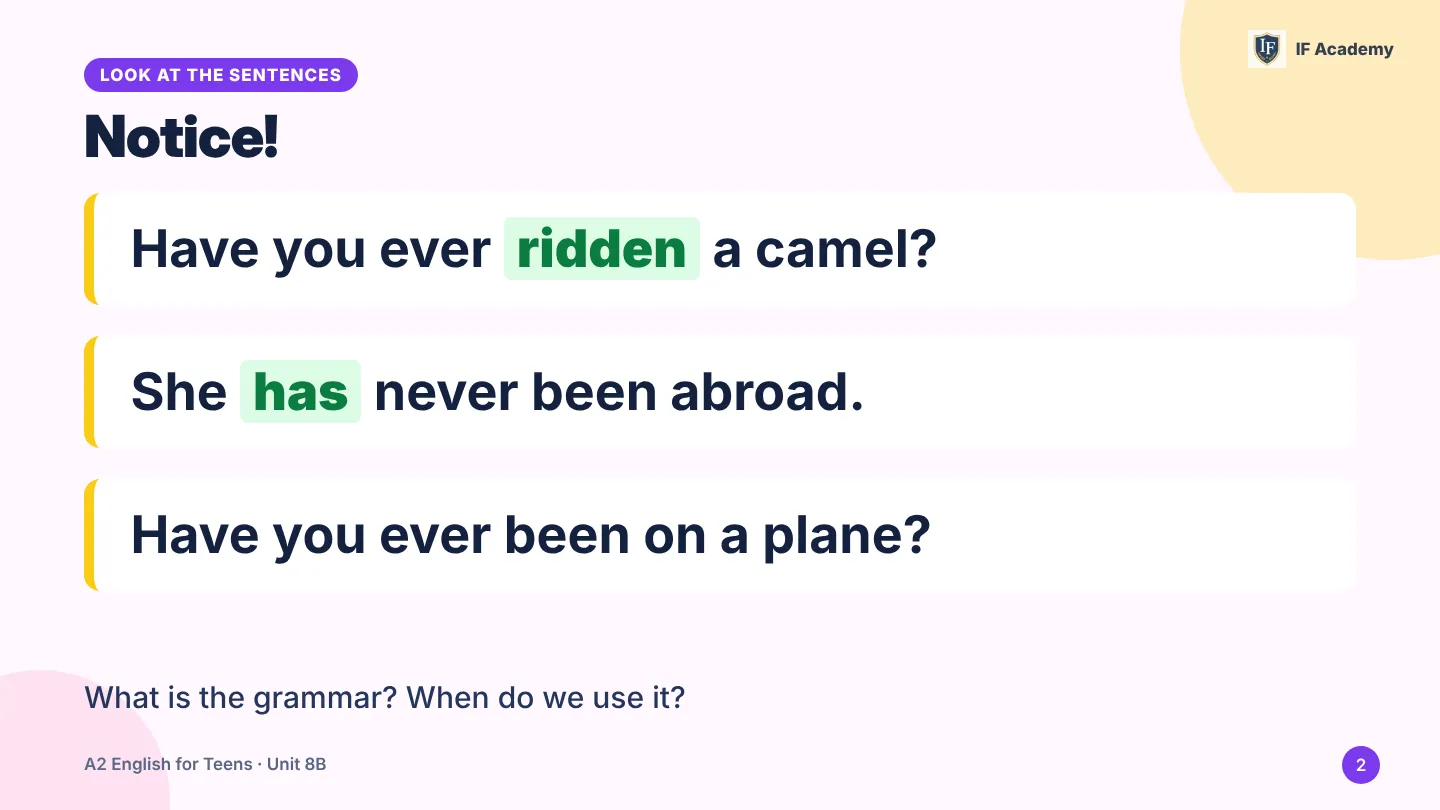 IF IF Academy
LOOK AT THE SENTENCES
Notice!
Have you ever ridden a camel?
She has never been abroad.
Have you ever been on a plane?
What is the grammar? When do we use it?
A2 English for Teens · Unit 8B
2